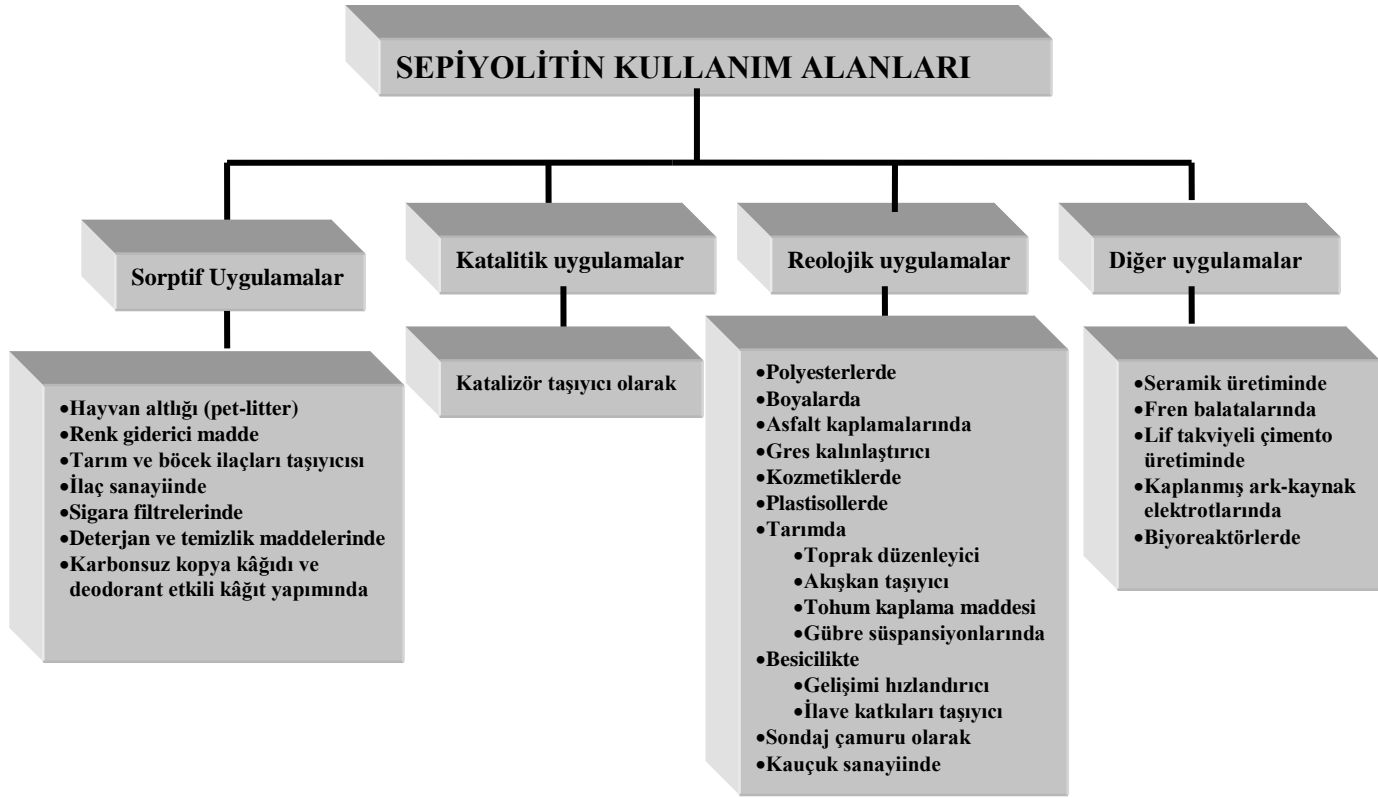 SEPİYOLİTİN KULLANIM ALANLARI
Sorptif Uygulamalar
•Hayvan altlığı (pet-litter)
•Renk giderici madde
•Tarım ve böcek ilaçları taşıyıcısı
•İlaç sanayiinde
•Sigara filtrelerinde
•Deterjan ve temizlik maddelerinde
•Karbonsuz kopya kâğıdı ve
deodorant etkili kâğıt yapımında
Katalitik uygulamalar
Katalizör taşıyıcı olarak
Reolojik uygulamalar
•Polyesterlerde
•Boyalarda
•Asfalt kaplamalarında
•Gres kalınlaştırıcı
•Kozmetiklerde
•Plastisollerde
•Tarımda
•Toprak düzenleyici
•Akışkan taşıyıcı
•Tohum kaplama maddesi
•Gübre süspansiyonlarında
•Besicilikte
•Gelişimi hızlandırıcı
•İlave katkıları taşıyıcı
•Sondaj çamuru olarak
•Kauçuk sanayiinde
Diğer uygulamalar
•Seramik üretiminde
•Fren balatalarında
•Lif takviyeli çimento
üretiminde
•Kaplanmış ark-kaynak
elektrotlarında
•Biyoreaktörlerde